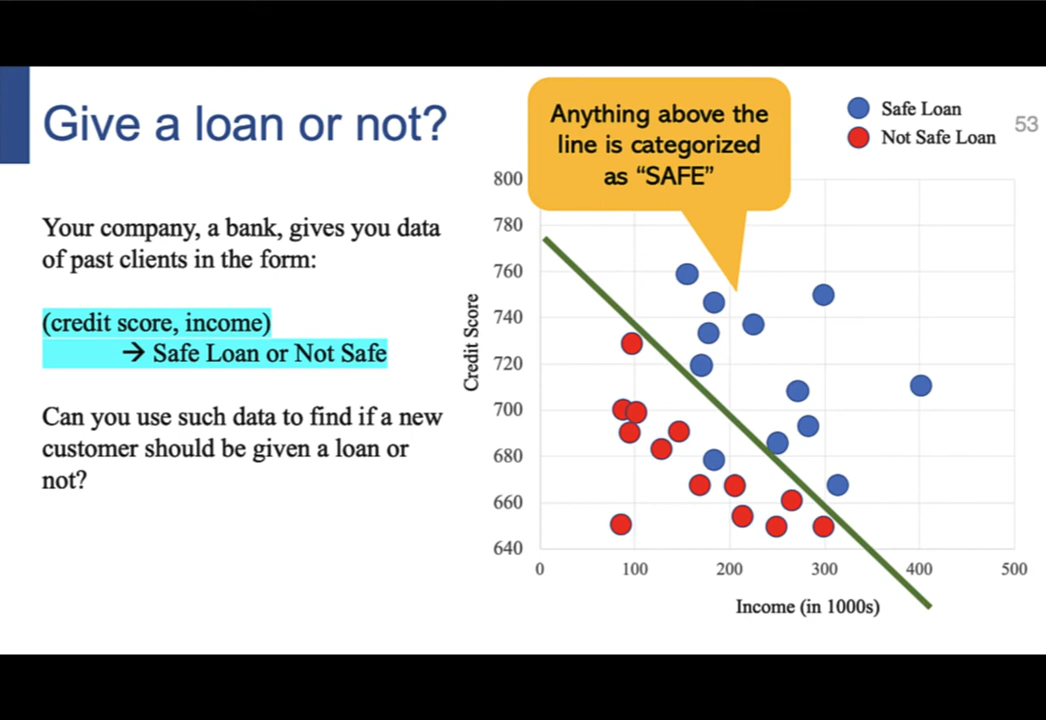 Give a loan or not?
Your company, a bank, gives you data
of past clients in the form:
(credit score, income)
→ Safe Loan or Not Safe
Can you use such data to find if a new
customer should be given a loan or
not?
Anything above the
line is categorized
as “SAFE”
Safe Loan
Not Safe Loan
53
Credit Score
800
780
760
740
720
700
680
660
640
0 100 200 300 400 500
Income (in 1000s)